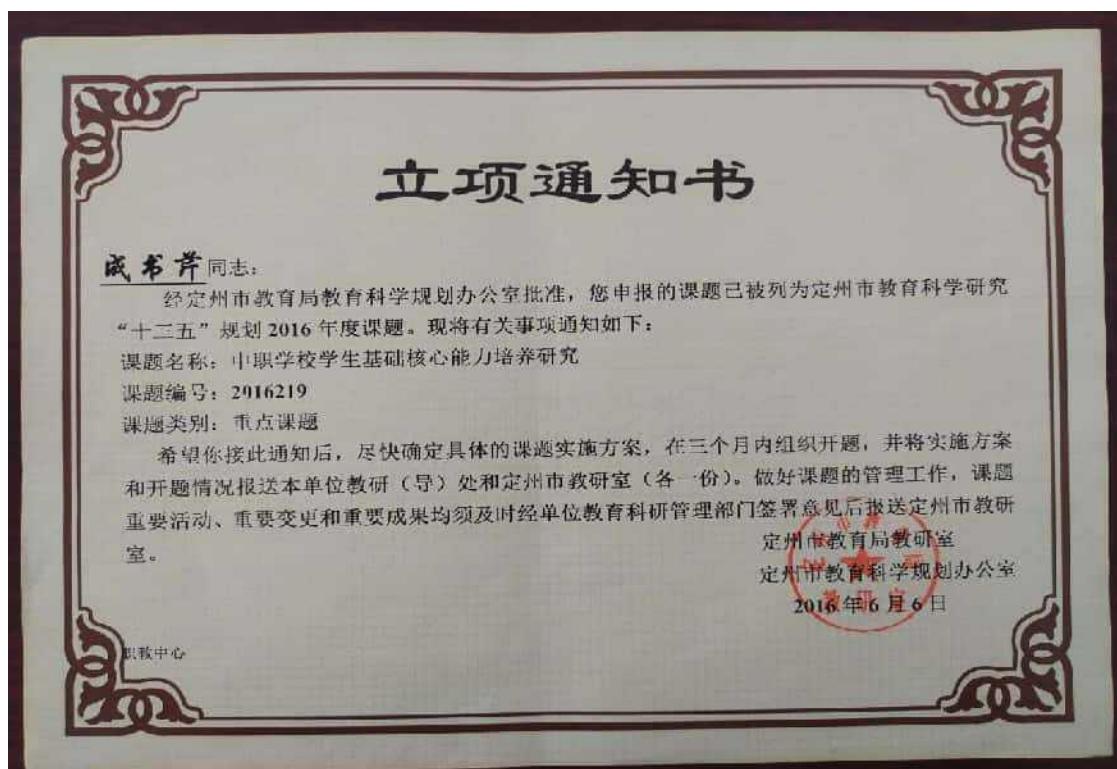 立项通知书
成书芹同志：
经定州市教育局教育科学规划办公室批准，您申报的课题已被列为定州市教育科学研究
“十三五”规划 2016 年度课题。现将有关事项通知如下：
课题名称：中职学校学生基础核心能力培养研究
课题编号：2016219
课题类别：重点课题
希望你接此通知后，尽快确定具体的课题实施方案，在三个月内组织开题，并将实施方案
和开题情况报送本单位教研（导）处和定州市教研室（各一份）。做好课题的管理工作，课题
重要活动、重要变更和重要成果均须及时经单位教育科研管理部门签署意见后报送定州市教研
室。
定州市教育局教研室
定州市教育科学规划办公室
2016 年 6 月 6 日
职教中心